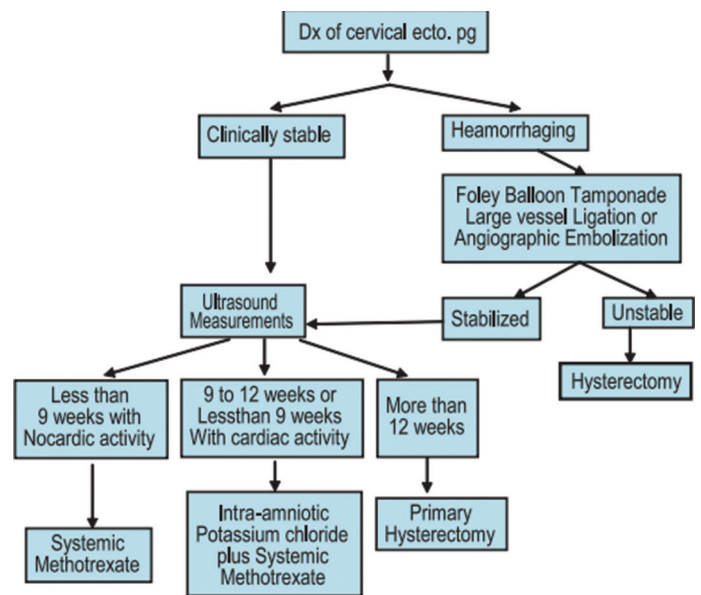 Dx of cervical ecto. pg
Clinically stable
Heamorrhaging
Foley Balloon Tamponade
Large vessel Ligation or
Angiographic Embolization
Ultrasound
Measurements
Stabilized
Unstable
Hysterectomy
Less than
9 weeks with
Nocardic activity
9 to 12 weeks or
Lessthan 9 weeks
With cardiac activity
More than
12 weeks
Systemic
Methotrexate
Intra-amniotic
Potassium chloride
plus Systemic
Methotrexate
Primary
Hysterectomy